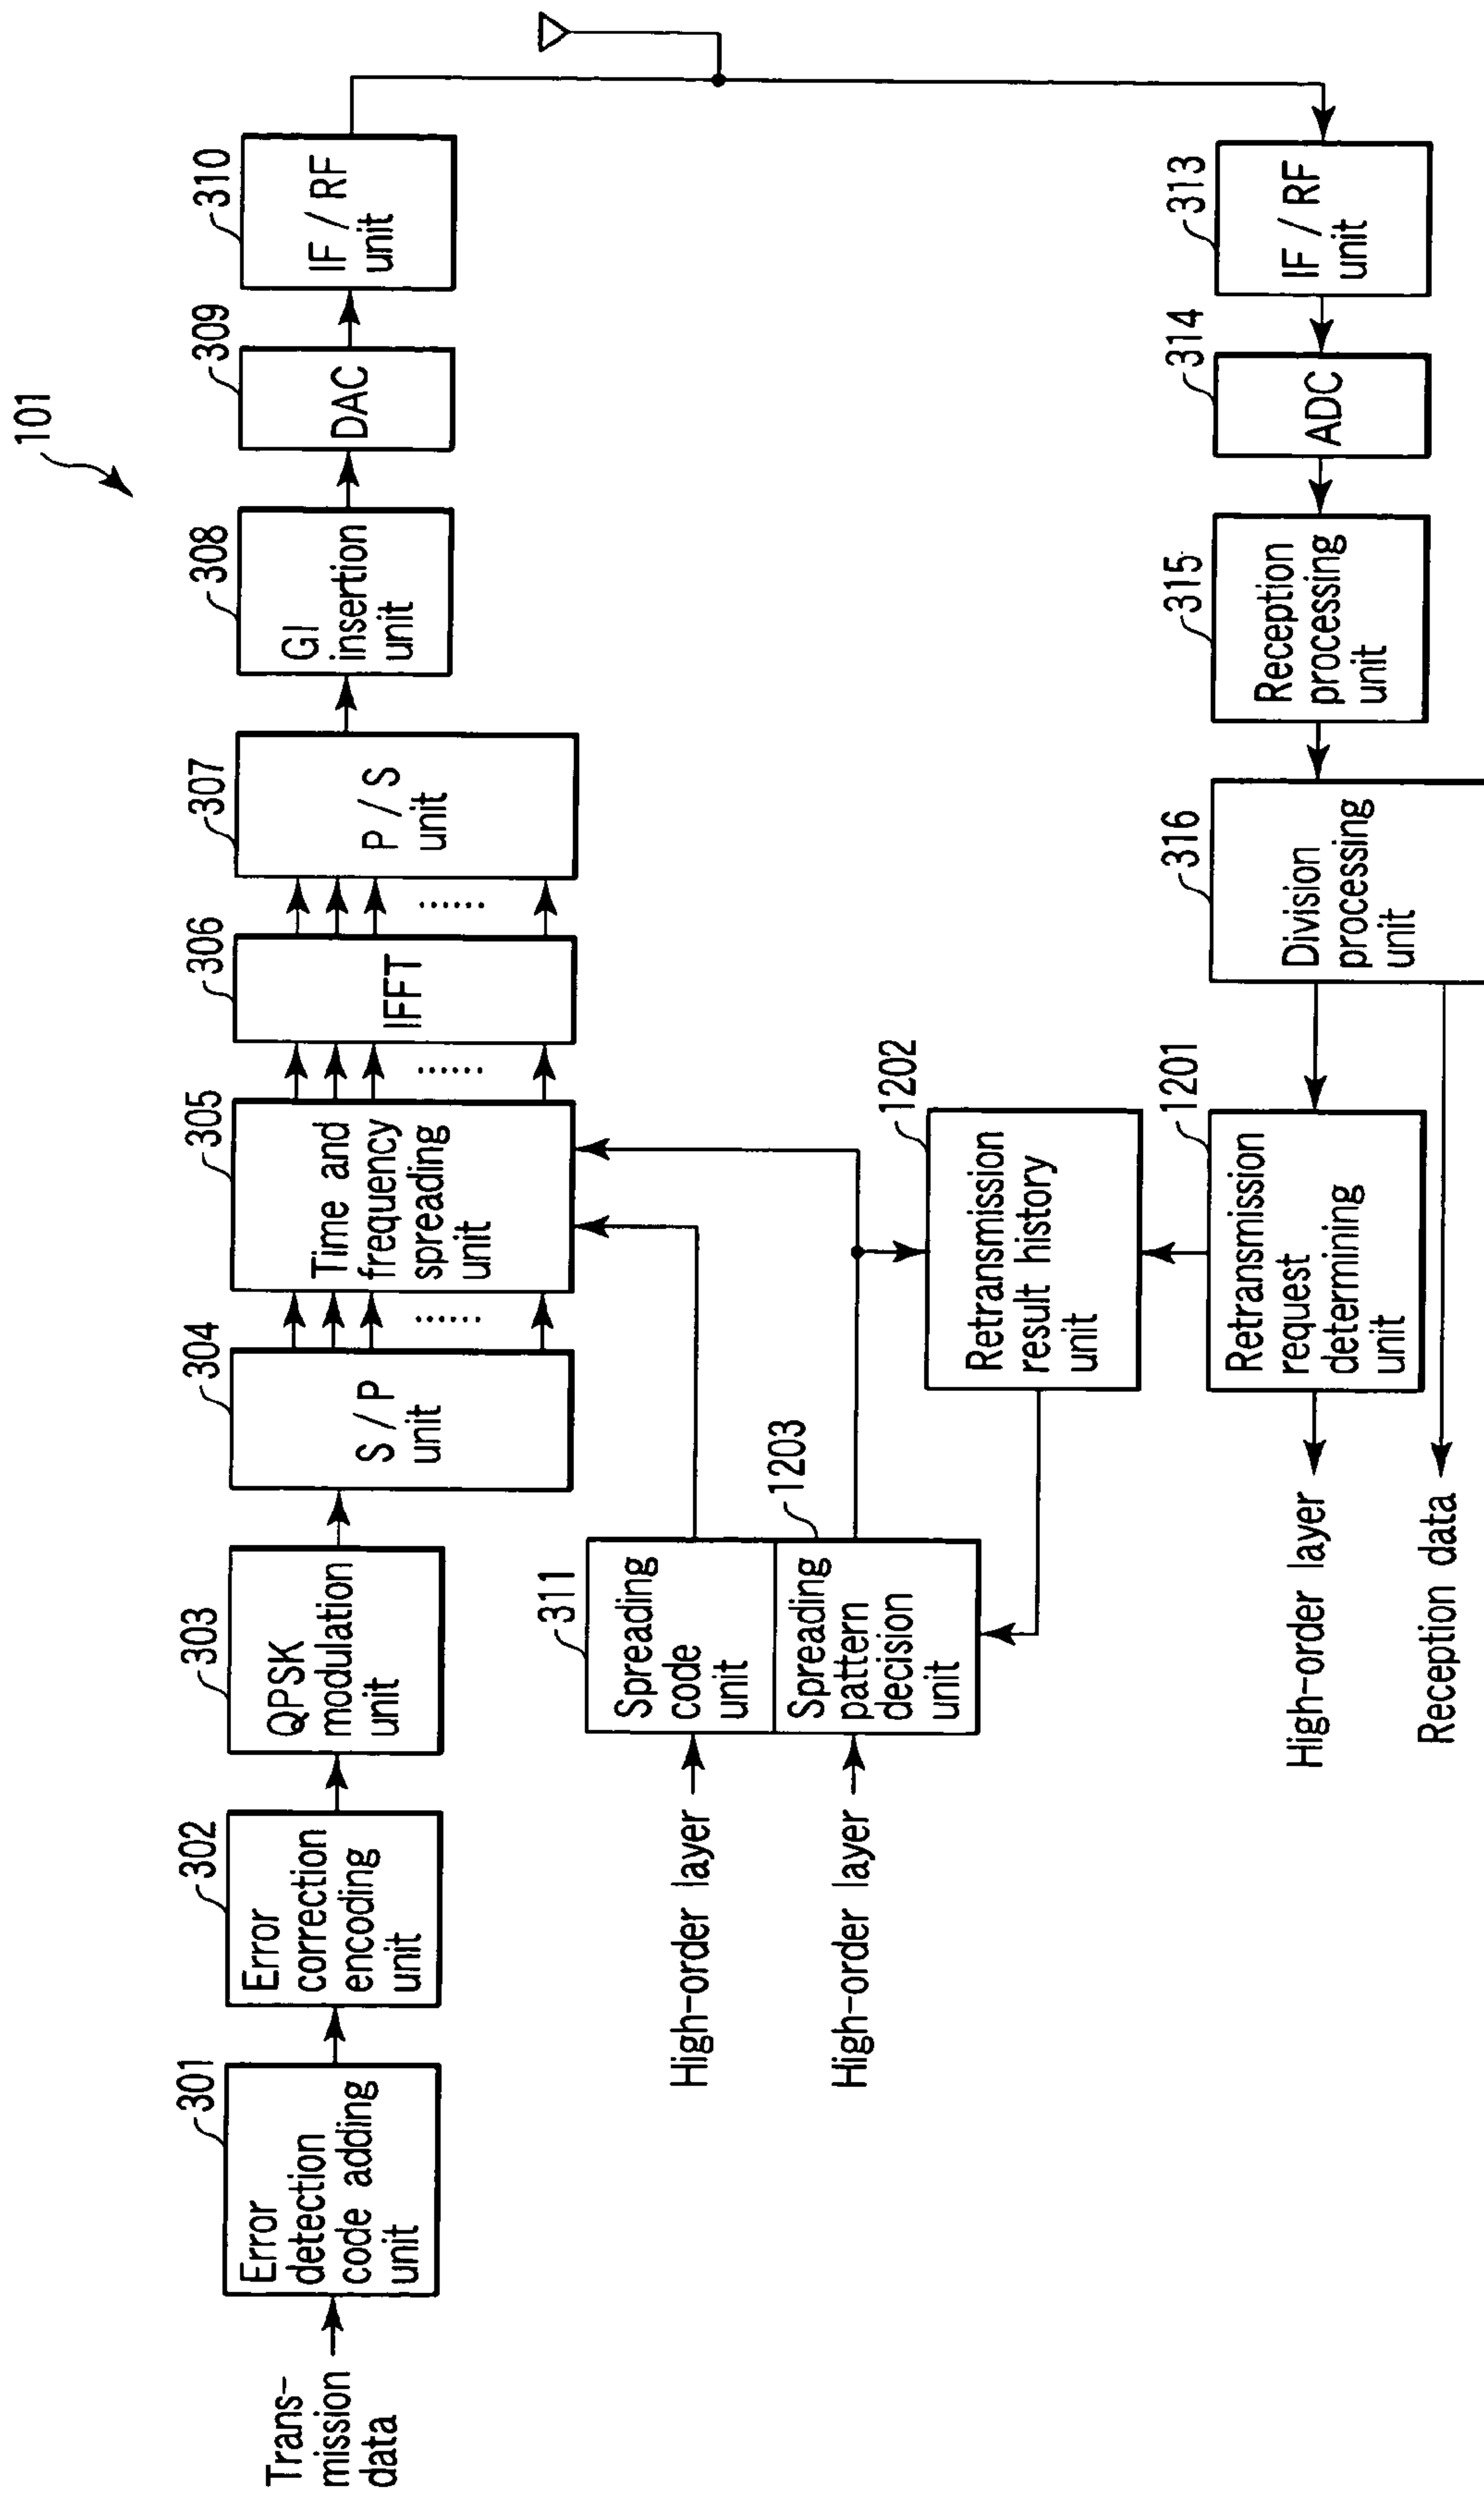 101
301
Error
detection
code adding
unit
302
Error
correction
encoding
unit
303
QPSK
modulation
unit
304
S / P
unit
305
Time and
frequency
spreading
unit
306
IFFT
307
P / S
unit
308
GI
insertion
unit
309
DAC
310
IF / RF
unit
Trans-
mission
data
......
......
......
High-order layer
311
Spreading
code
unit
High-order layer
1203
Spreading
pattern
decision
unit
1202
Retransmission
result history
unit
1201
Retransmission
request
determining
unit
316
Division
processing
unit
315
Reception
processing
unit
314
ADC
313
IF / RF
unit
High-order layer
Reception data